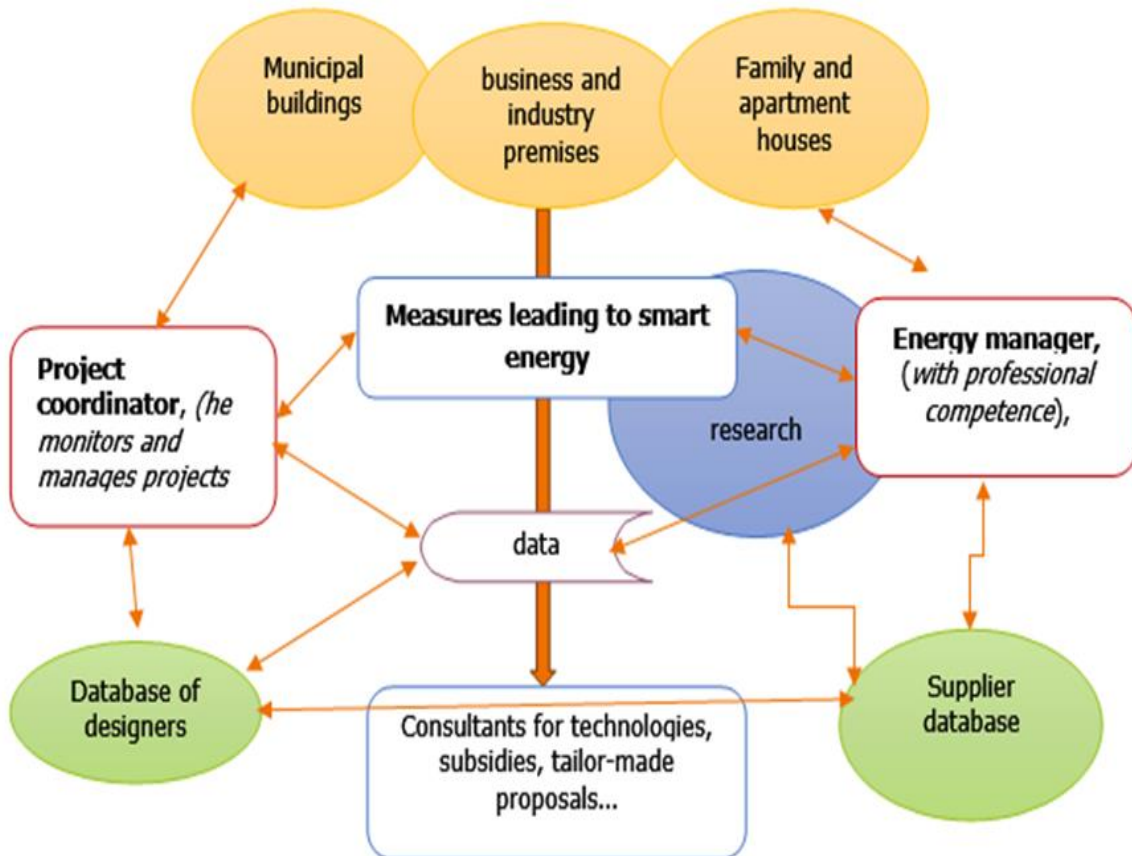 Municipal
buildings
business and
industry
premises
Family and
apartment
houses
Measures leading to smart
energy
Project
coordinator, (he
monitors and
manages projects
Energy manager,
(with professional
competence),
research
data
Database of
designers
Consultants for technologies,
subsidies, tailor-made
proposals...
Supplier
database